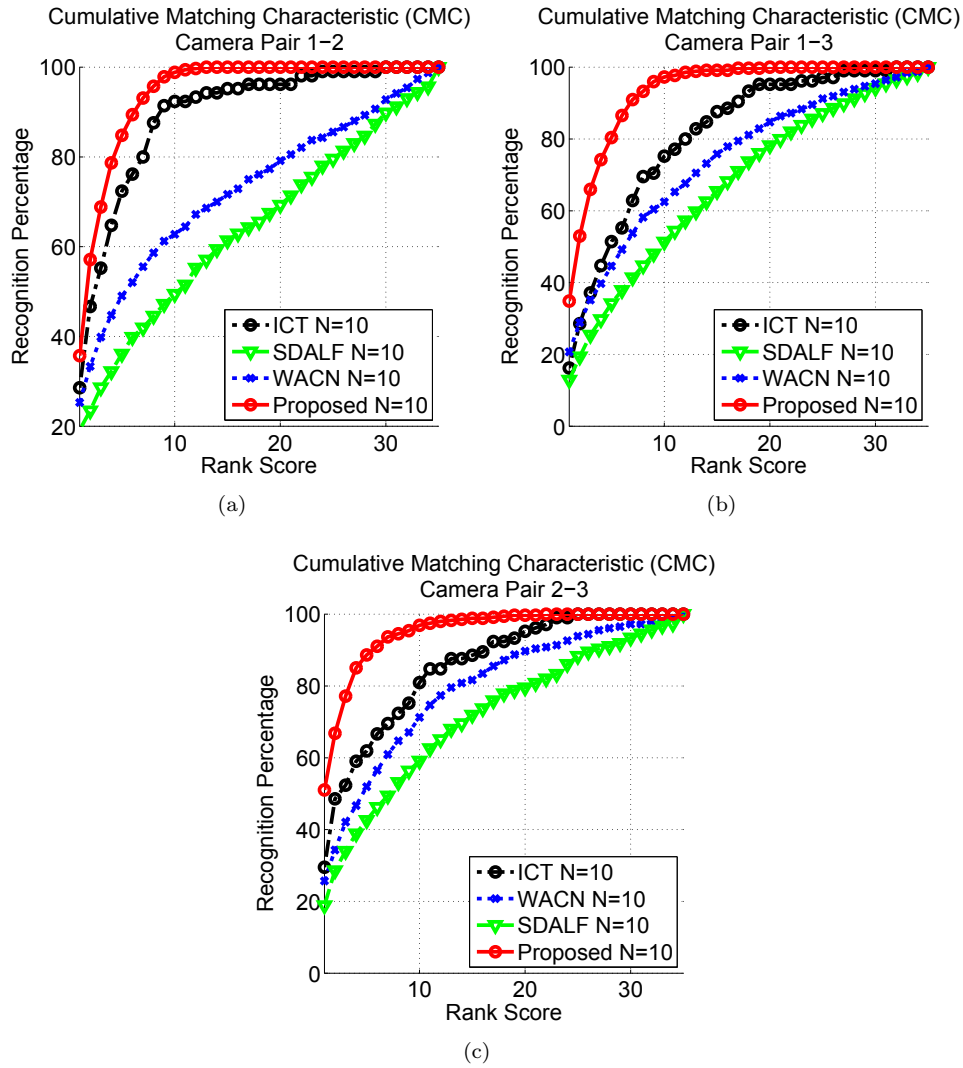 Cumulative Matching Characteristic (CMC)
Camera Pair 1−2
100
80
60
40
20
Recognition Percentage
10
20
30
Rank Score
ICT N=10
SDALF N=10
WACN N=10
Proposed N=10
(a)
Cumulative Matching Characteristic (CMC)
Camera Pair 1−3
100
80
60
40
20
0
Recognition Percentage
10
20
30
Rank Score
ICT N=10
SDALF N=10
WACN N=10
Proposed N=10
(b)
Cumulative Matching Characteristic (CMC)
Camera Pair 2−3
100
80
60
40
20
0
Recognition Percentage
10
20
30
Rank Score
ICT N=10
WACN N=10
SDALF N=10
Proposed N=10
(c)